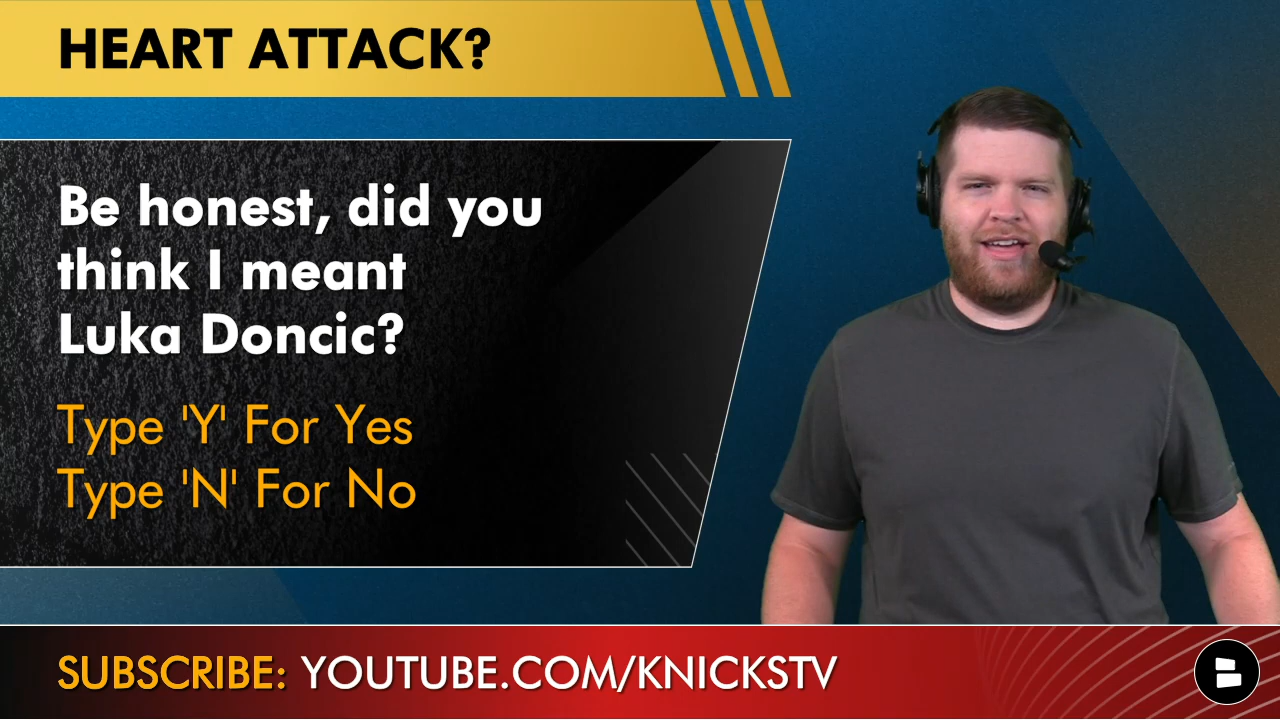 HEART ATTACK?
Be honest, did you
think I meant
Luka Doncic?
Type 'Y' For Yes
Type 'N' For No
SUBSCRIBE: YOUTUBE.COM/KNICKSTV